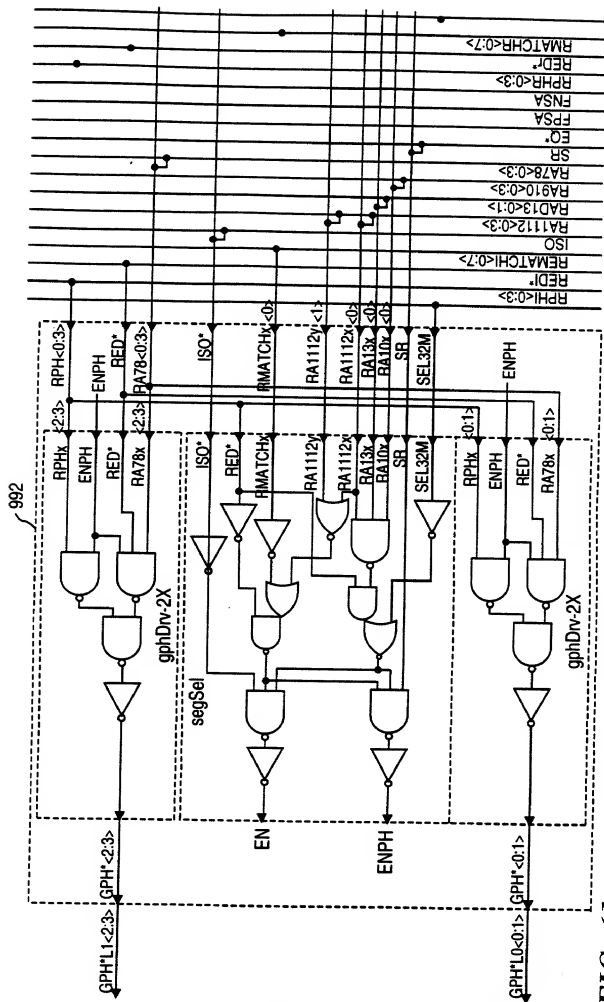 992
RPHx
<2:3>
RPH<0:3>
ENPH
ENPH
RED*
RED*
RA78x
<2:3>
RA78<0:3>
gphDrv-2X
GPH*<2:3>
GPH*L1<2:3>
segSel
ISO*
ISO*
RED*
RMATCHx
RMATCHx
<0>
RA1112y
RA1112y
<1>
RA1112x
RA1112x
<0>
RA13x
RA13x
<0>
RA10x
RA10x
<0>
SR
SR
SEL32M
SEL32M
EN
ENPH
RPHx
<0:1>
ENPH
ENPH
RED*
RA78x
<0:1>
gphDrv-2X
GPH*<0:1>
GPH*L0<0:1>
RMATCHR<0:7>
REDr*
RPHR<0:3>
FNSA
FPSA
EQ*
SR
RA78<0:3>
RA910<0:3>
RAD13<0:1>
RA1112<0:3>
ISO
REMATCHl<0:7>
REDl*
RPHl<0:3>